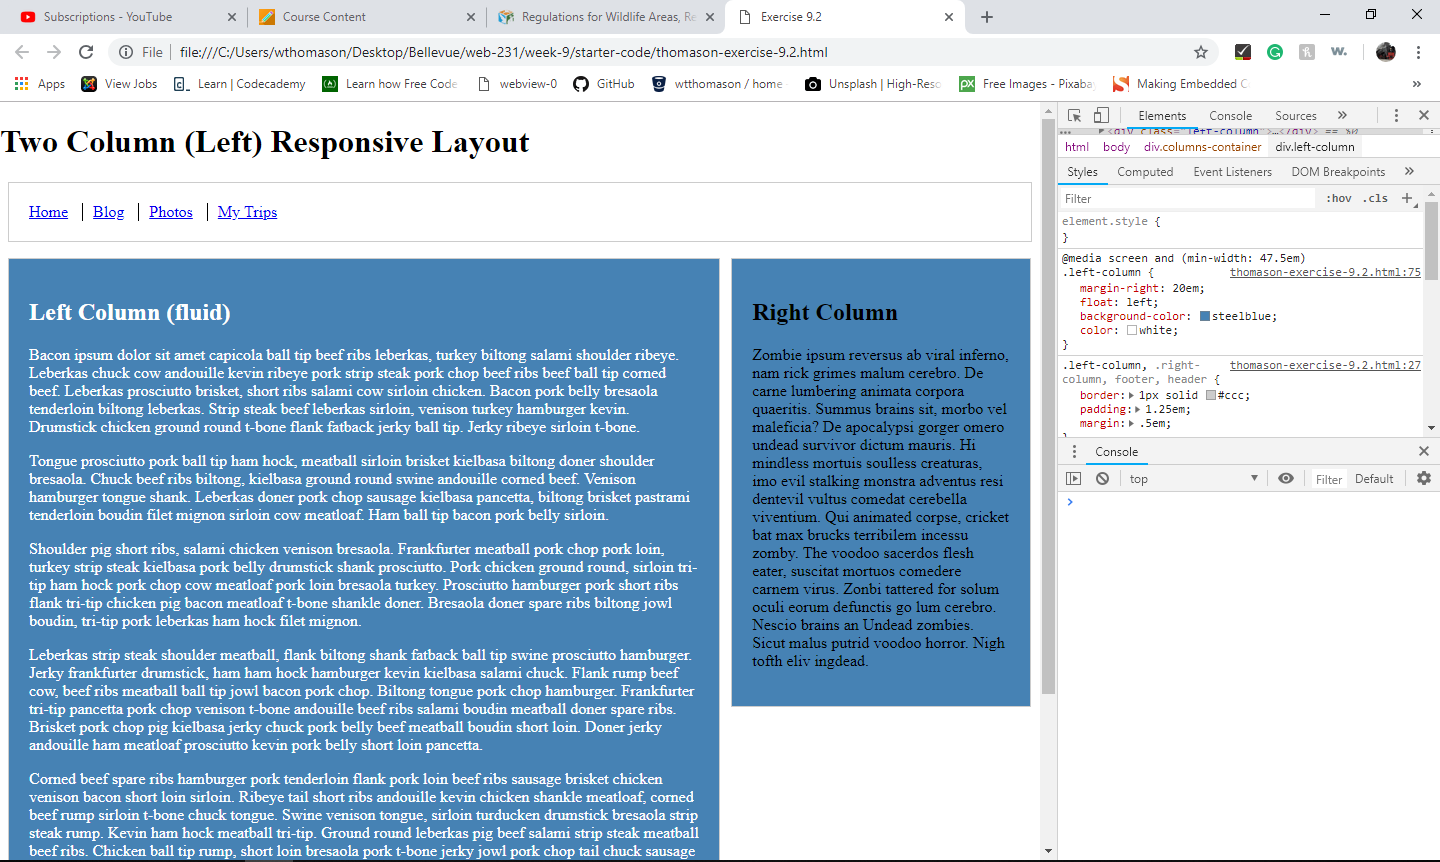 Subscriptions - YouTube
Course Content
Regulations for Wildlife Areas, Re
Exercise 9.2
File
file:///C:/Users/wthomason/Desktop/Bellevue/web-231/week-9/starter-code/thomason-exercise-9.2.html
w.
Apps
View Jobs
Learn | Codecademy
Learn how Free Code
webview-0
GitHub
wtthomason / home
Unsplash | High-Reso
px
Free Images - Pixaba
Making Embedded C
»
Two Column (Left) Responsive Layout
Home
Blog
Photos
My Trips
Left Column (fluid)
Bacon ipsum dolor sit amet capicola ball tip beef ribs leberkas, turkey biltong salami shoulder ribeye.
Leberkas chuck cow andouille kevin ribeye pork strip steak pork chop beef ribs beef ball tip corned
beef. Leberkas prosciutto brisket, short ribs salami cow sirloin chicken. Bacon pork belly bresaola
tenderloin biltong leberkas. Strip steak beef leberkas sirloin, venison turkey hamburger kevin.
Drumstick chicken ground round t-bone flank fatback jerky ball tip. Jerky ribeye sirloin t-bone.
Tongue prosciutto pork ball tip ham hock, meatball sirloin brisket kielbasa biltong doner shoulder
bresaola. Chuck beef ribs biltong, kielbasa ground round swine andouille corned beef. Venison
hamburger tongue shank. Leberkas doner pork chop sausage kielbasa pancetta, biltong brisket pastrami
tenderloin boudin filet mignon sirloin cow meatloaf. Ham ball tip bacon pork belly sirloin.
Shoulder pig short ribs, salami chicken venison bresaola. Frankfurter meatball pork chop pork loin,
turkey strip steak kielbasa pork belly drumstick shank prosciutto. Pork chicken ground round, sirloin tri-
tip ham hock pork chop cow meatloaf pork loin bresaola turkey. Prosciutto hamburger pork short ribs
flank tri-tip chicken pig bacon meatloaf t-bone shankle doner. Bresaola doner spare ribs biltong jowl
boudin, tri-tip pork leberkas ham hock filet mignon.
Leberkas strip steak shoulder meatball, flank biltong shank fatback ball tip swine prosciutto hamburger.
Jerky frankfurter drumstick, ham ham hock hamburger kevin kielbasa salami chuck. Flank rump beef
cow, beef ribs meatball ball tip jowl bacon pork chop. Biltong tongue pork chop hamburger. Frankfurter
tri-tip pancetta pork chop venison t-bone andouille beef ribs salami boudin meatball doner spare ribs.
Brisket pork chop pig kielbasa jerky chuck pork belly beef meatball boudin short loin. Doner jerky
andouille ham meatloaf prosciutto kevin pork belly short loin pancetta.
Corned beef spare ribs hamburger pork tenderloin flank pork loin beef ribs sausage brisket chicken
venison bacon short loin sirloin. Ribeye tail short ribs andouille kevin chicken shankle meatloaf, corned
beef rump sirloin t-bone chuck tongue. Swine venison tongue, sirloin turducken drumstick bresaola strip
steak rump. Kevin ham hock meatball tri-tip. Ground round leberkas pig beef salami strip steak meatball
beef ribs. Chicken ball tip rump, short loin bresaola pork t-bone jerky jowl pork chop tail chuck sausage
Right Column
Zombie ipsum reversus ab viral inferno,
nam rick grimes malum cerebro. De
carne lumbering animata corpora
quaeritis. Summus brains sit, morbo vel
maleficia? De apocalypsi gorger omero
undead survivor dictum mauris. Hi
mindless mortuis soulless creaturas,
imo evil stalking monstra adventus resi
dentevil vultus comedat cerebella
viventium. Qui animated corpse, cricket
bat max brucks terribilem incessu
zomby. The voodoo sacerdos flesh
eater, suscitat mortuos comedere
carnem virus. Zonbi tattered for solum
oculi eorum defunctis go lum cerebro.
Nescio brains an Undead zombies.
Sicut malus putrid voodoo horror. Nigh
tofth eliv ingdead.
Elements
Console
Sources
»
<div class="left-column">…</div> == $0
html
body
div.columns-container
div.left-column
Styles
Computed
Event Listeners
DOM Breakpoints
»
Filter
:hov
.cls
element.style {
}
@media screen and (min-width: 47.5em)
.left-column {
thomason-exercise-9.2.html:75
margin-right: 20em;
float: left;
background-color: steelblue;
color: white;
}
.left-column, .right-
thomason-exercise-9.2.html:27
column, footer, header {
border: 1px solid #ccc;
padding: 1.25em;
margin: .5em;
Console
top
Filter
Default